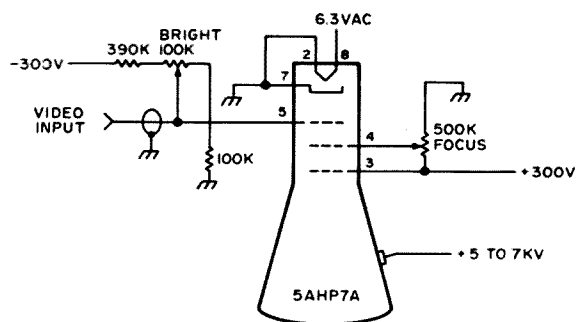 6.3VAC
BRIGHT
390K 100K
2 8
-300V
7
VIDEO
INPUT
5
4
500K
FOCUS
100K
3
+300V
+5 TO 7KV
5AHP7A